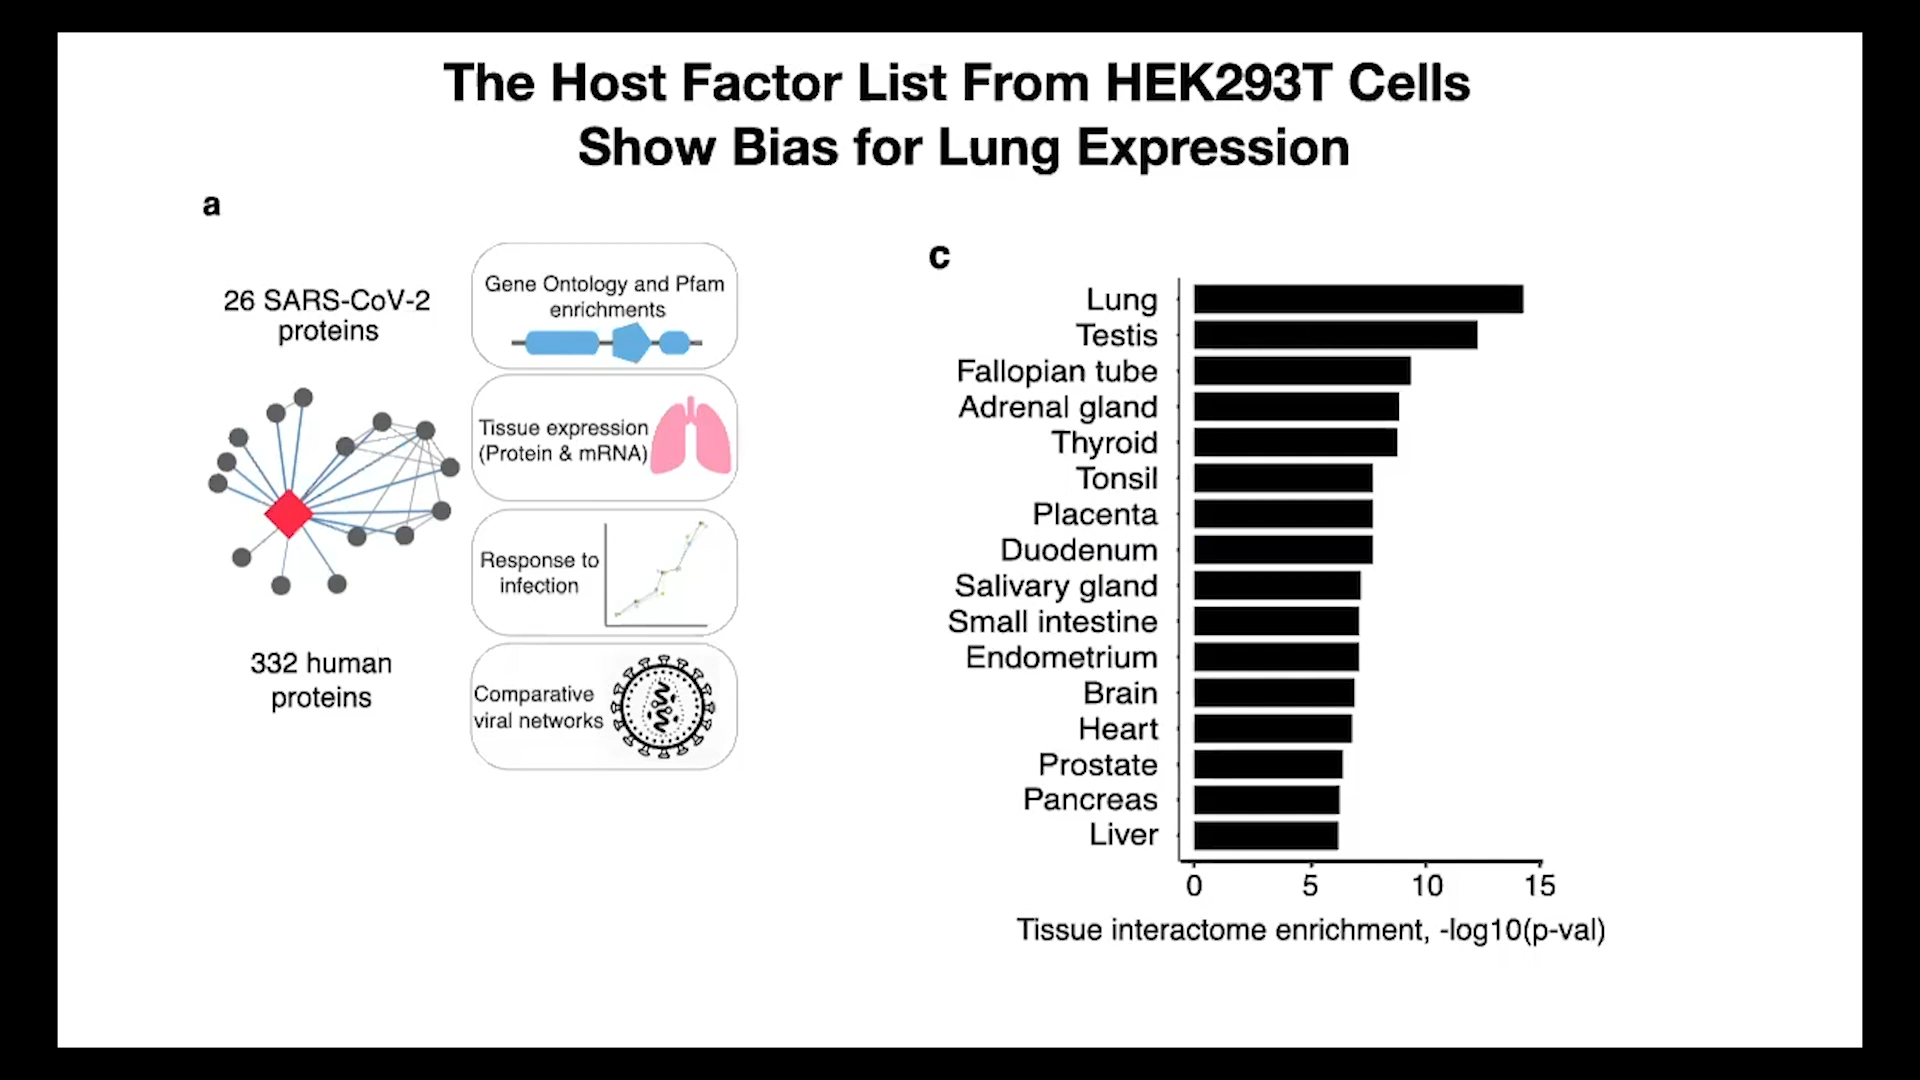 The Host Factor List From HEK293T Cells
Show Bias for Lung Expression
a
26 SARS-CoV-2
proteins
332 human
proteins
Gene Ontology and Pfam
enrichments
Tissue expression
(Protein & mRNA)
Response to
infection
Comparative
viral networks
c
Lung
Testis
Fallopian tube
Adrenal gland
Thyroid
Tonsil
Placenta
Duodenum
Salivary gland
Small intestine
Endometrium
Brain
Heart
Prostate
Pancreas
Liver
0 5 10 15
Tissue interactome enrichment, -log10(p-val)